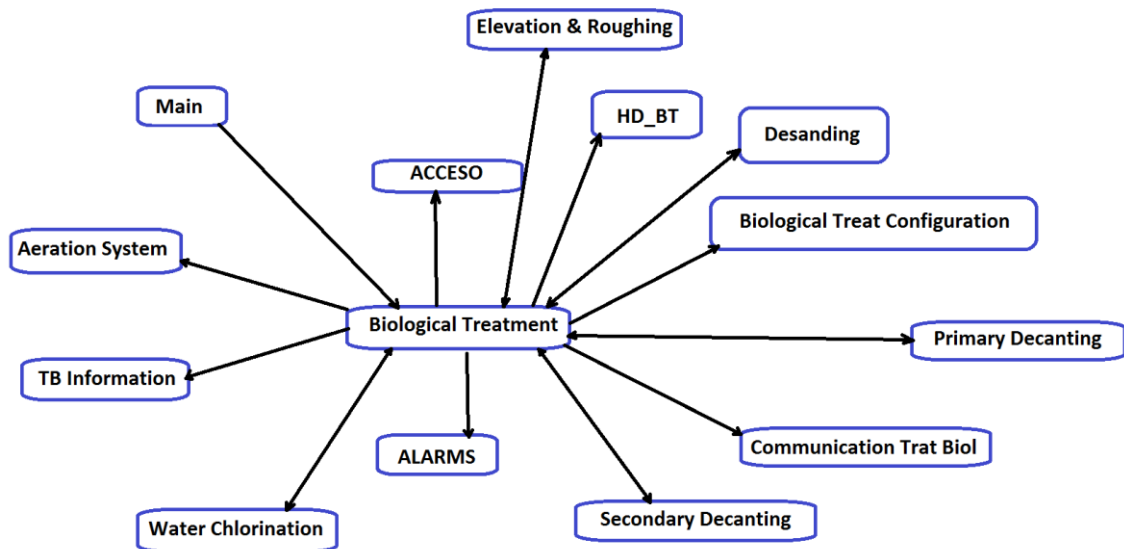 Elevation & Roughing
Main
HD_BT
Desanding
ACCESO
Biological Treat Configuration
Aeration System
Biological Treatment
Primary Decanting
TB Information
Communication Trat Biol
ALARMS
Secondary Decanting
Water Chlorination